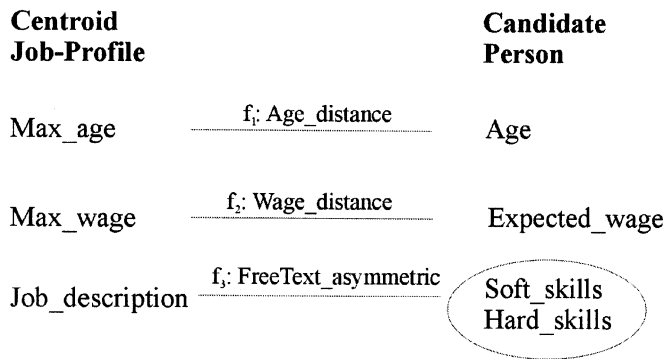 Centroid
Job-Profile
Candidate
Person
Max_age
f₁: Age_distance
Age
Max_wage
f₂: Wage_distance
Expected_wage
Job_description
f₃: FreeText_asymmetric
Soft_skills
Hard_skills